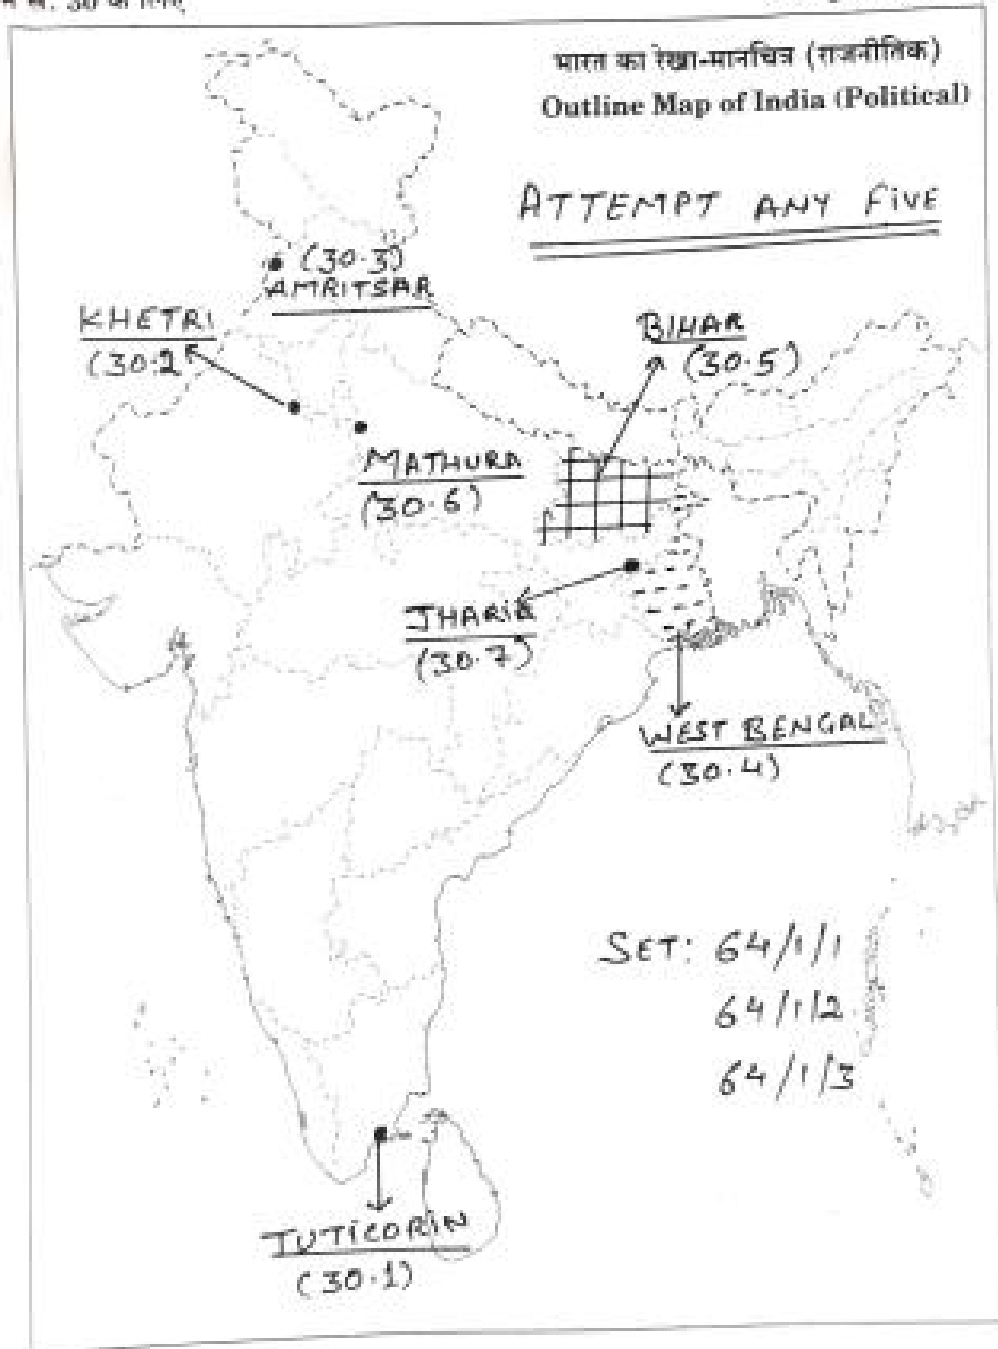 सं. 30 के लिए
भारत का रेखा-मानचित्र (राजनीतिक)
Outline Map of India (Political)
ATTEMPT ANY FIVE
(30.3)
AMRITSAR
KHETRI
(30.2
BIHAR
(30.5)
MATHURA
(30.6)
JHARIA
(30.7)
WEST BENGAL
(30.4)
SET: 64/1/1
64/1/2
64/1/3
TUTICORIN
(30.1)